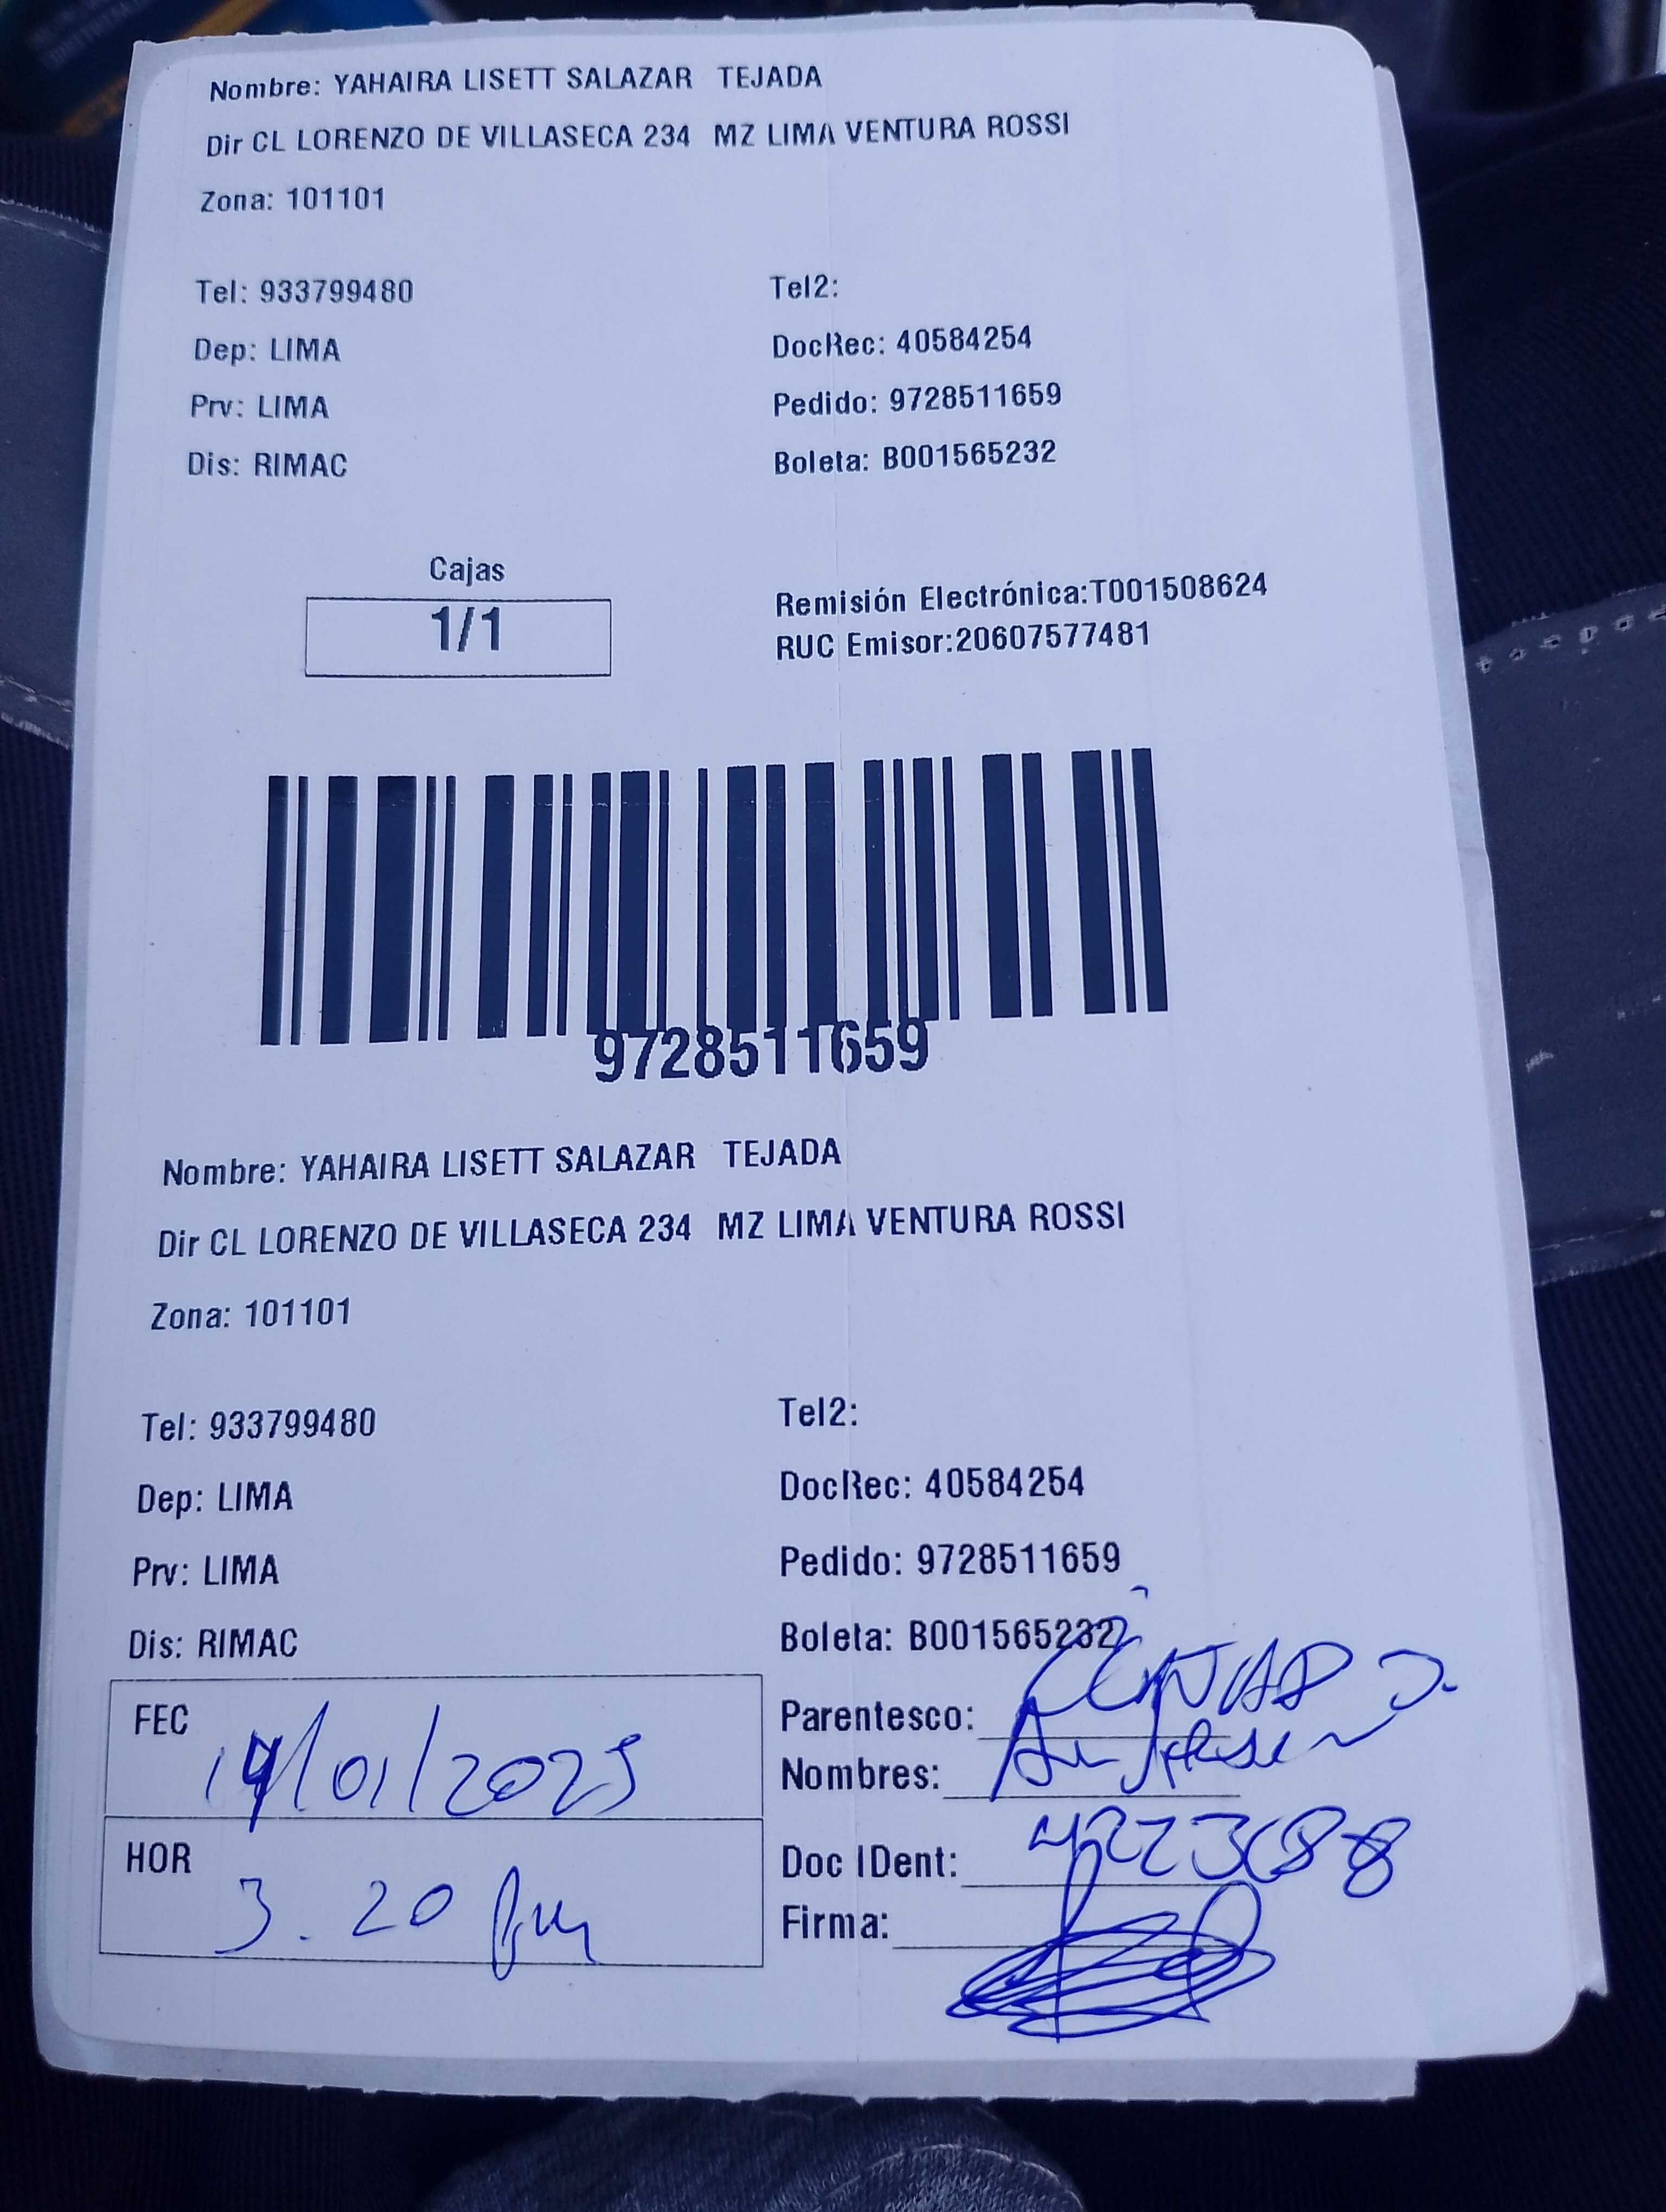 Nombre: YAHAIRA LISETT SALAZAR TEJADA
Dir CL LORENZO DE VILLASECA 234 MZ LIMA VENTURA ROSSI
Zona: 101101
Tel: 933799480 Tel2:
Dep: LIMA DocRec: 40584254
Prv: LIMA Pedido: 9728511659
Dis: RIMAC Boleta: B001565232
Cajas
1/1
Remisión Electrónica:T001508624
RUC Emisor:20607577481
9728511659
Nombre: YAHAIRA LISETT SALAZAR TEJADA
Dir CL LORENZO DE VILLASECA 234 MZ LIMA VENTURA ROSSI
Zona: 101101
Tel: 933799480 Tel2:
Dep: LIMA DocRec: 40584254
Prv: LIMA Pedido: 9728511659
Dis: RIMAC Boleta: B001565232
FEC 14/01/2025
HOR 3.20 pm
Parentesco:
Nombres:
Doc IDent:
Firma: